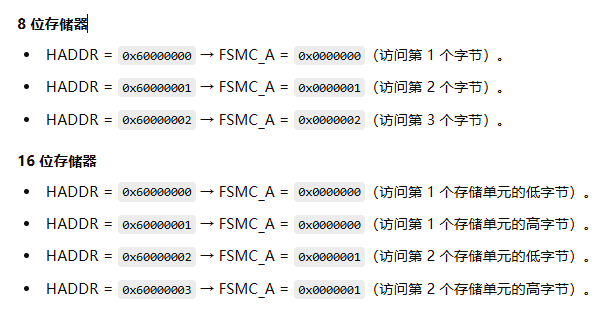 8 位存储器
• HADDR = 0x60000000 → FSMC_A = 0x0000000（访问第 1 个字节）。
• HADDR = 0x60000001 → FSMC_A = 0x0000001（访问第 2 个字节）。
• HADDR = 0x60000002 → FSMC_A = 0x0000002（访问第 3 个字节）。
16 位存储器
• HADDR = 0x60000000 → FSMC_A = 0x0000000（访问第 1 个存储单元的低字节）。
• HADDR = 0x60000001 → FSMC_A = 0x0000000（访问第 1 个存储单元的高字节）。
• HADDR = 0x60000002 → FSMC_A = 0x0000001（访问第 2 个存储单元的低字节）。
• HADDR = 0x60000003 → FSMC_A = 0x0000001（访问第 2 个存储单元的高字节）。